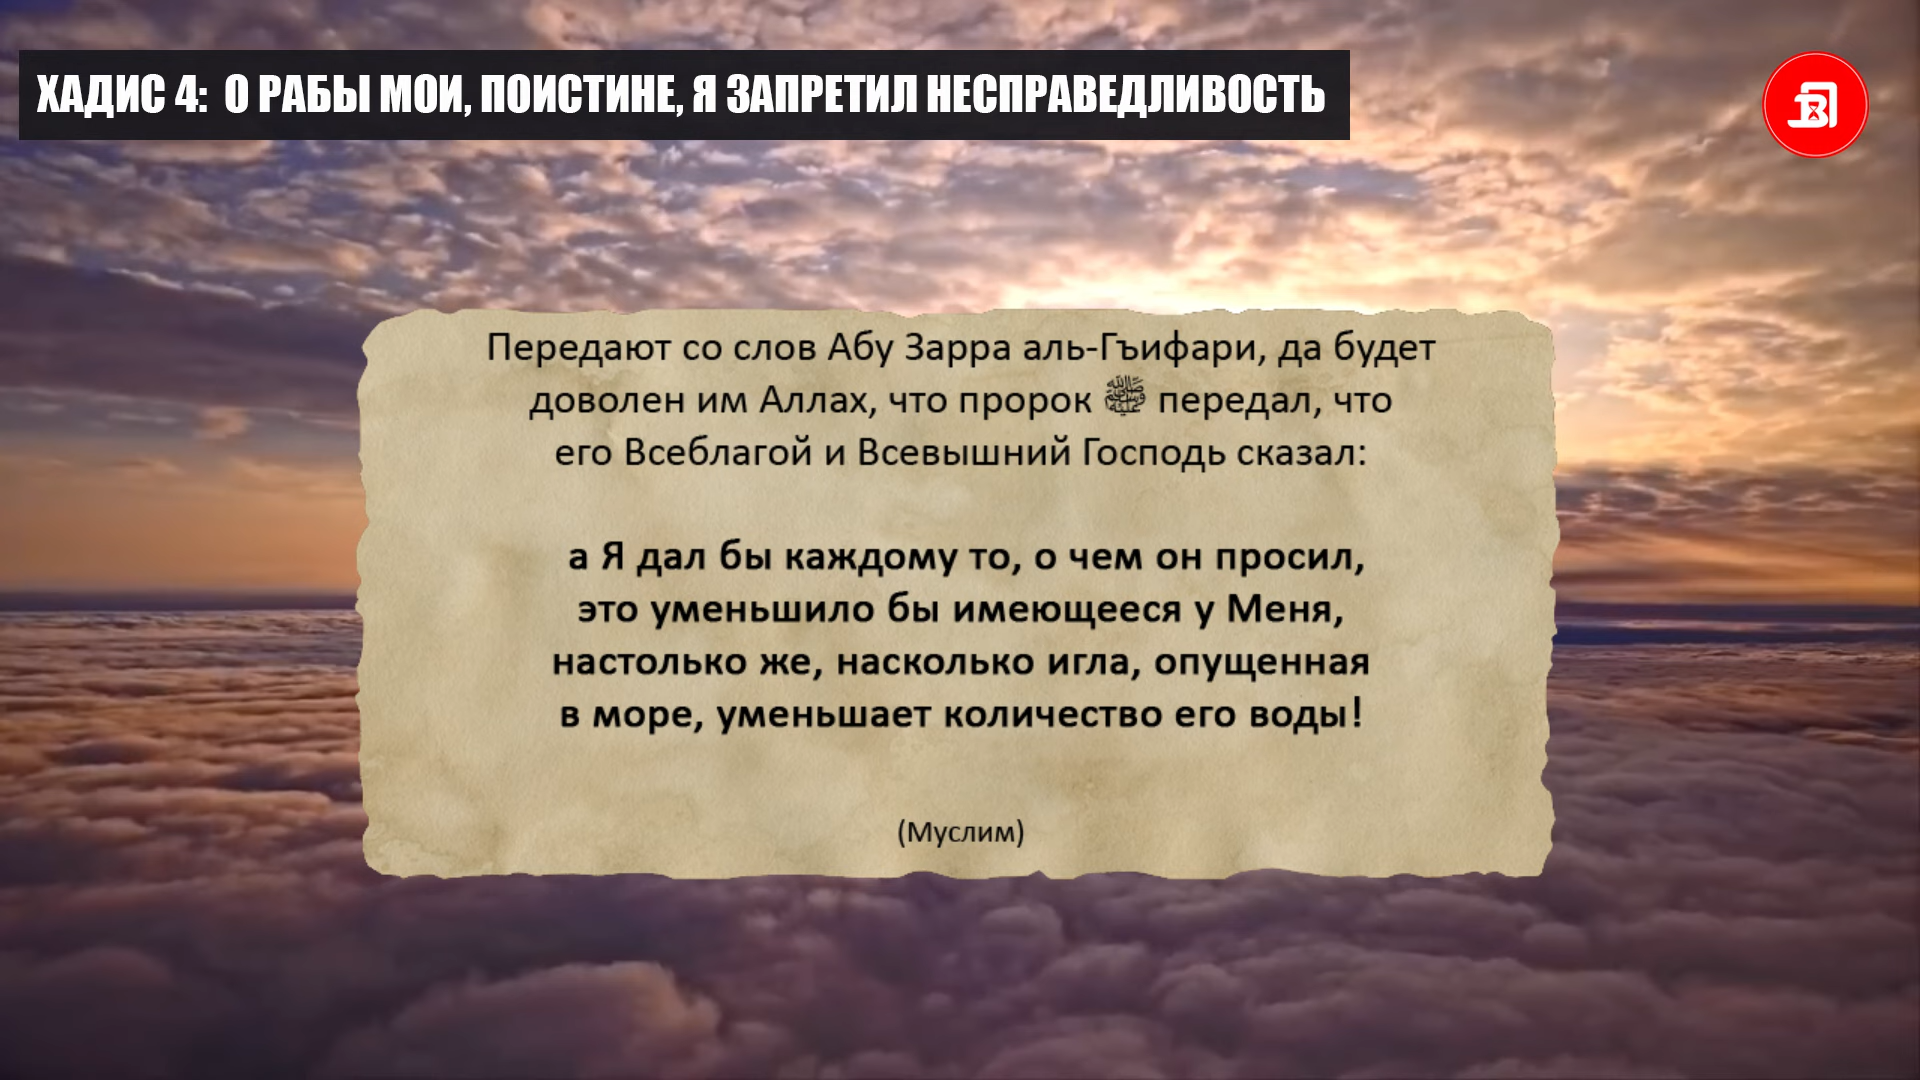 ХАДИС 4: О РАБЫ МОИ, ПОИСТИНЕ, Я ЗАПРЕТИЛ НЕСПРАВЕДЛИВОСТЬ
Передают со слов Абу Зарра аль-Гъифари, да будет
доволен им Аллах, что пророк ﷺ передал, что
его Всеблагой и Всевышний Господь сказал:
а Я дал бы каждому то, о чем он просил,
это уменьшило бы имеющееся у Меня,
настолько же, насколько игла, опущенная
в море, уменьшает количество его воды!
(Муслим)